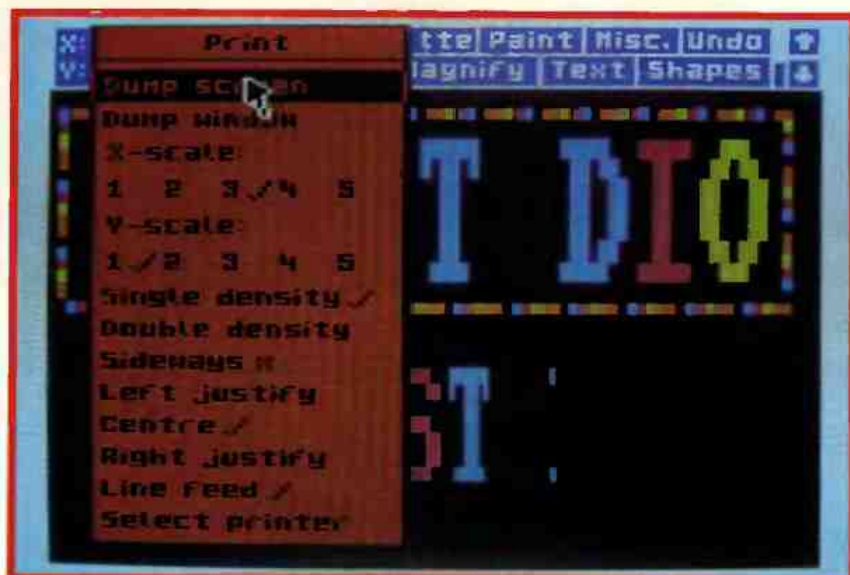 X: Print tte Paint Misc. Undo
Y: lagnify Text Shapes
Dump screen
Dump window
X-scale:
1 2 3 ✓ 4 5
Y-scale:
1 ✓ 2 3 4 5
Single density ✓
Double density
Sideways x
Left justify
Centre ✓
Right justify
Line feed ✓
Select printer
T DIO
ST